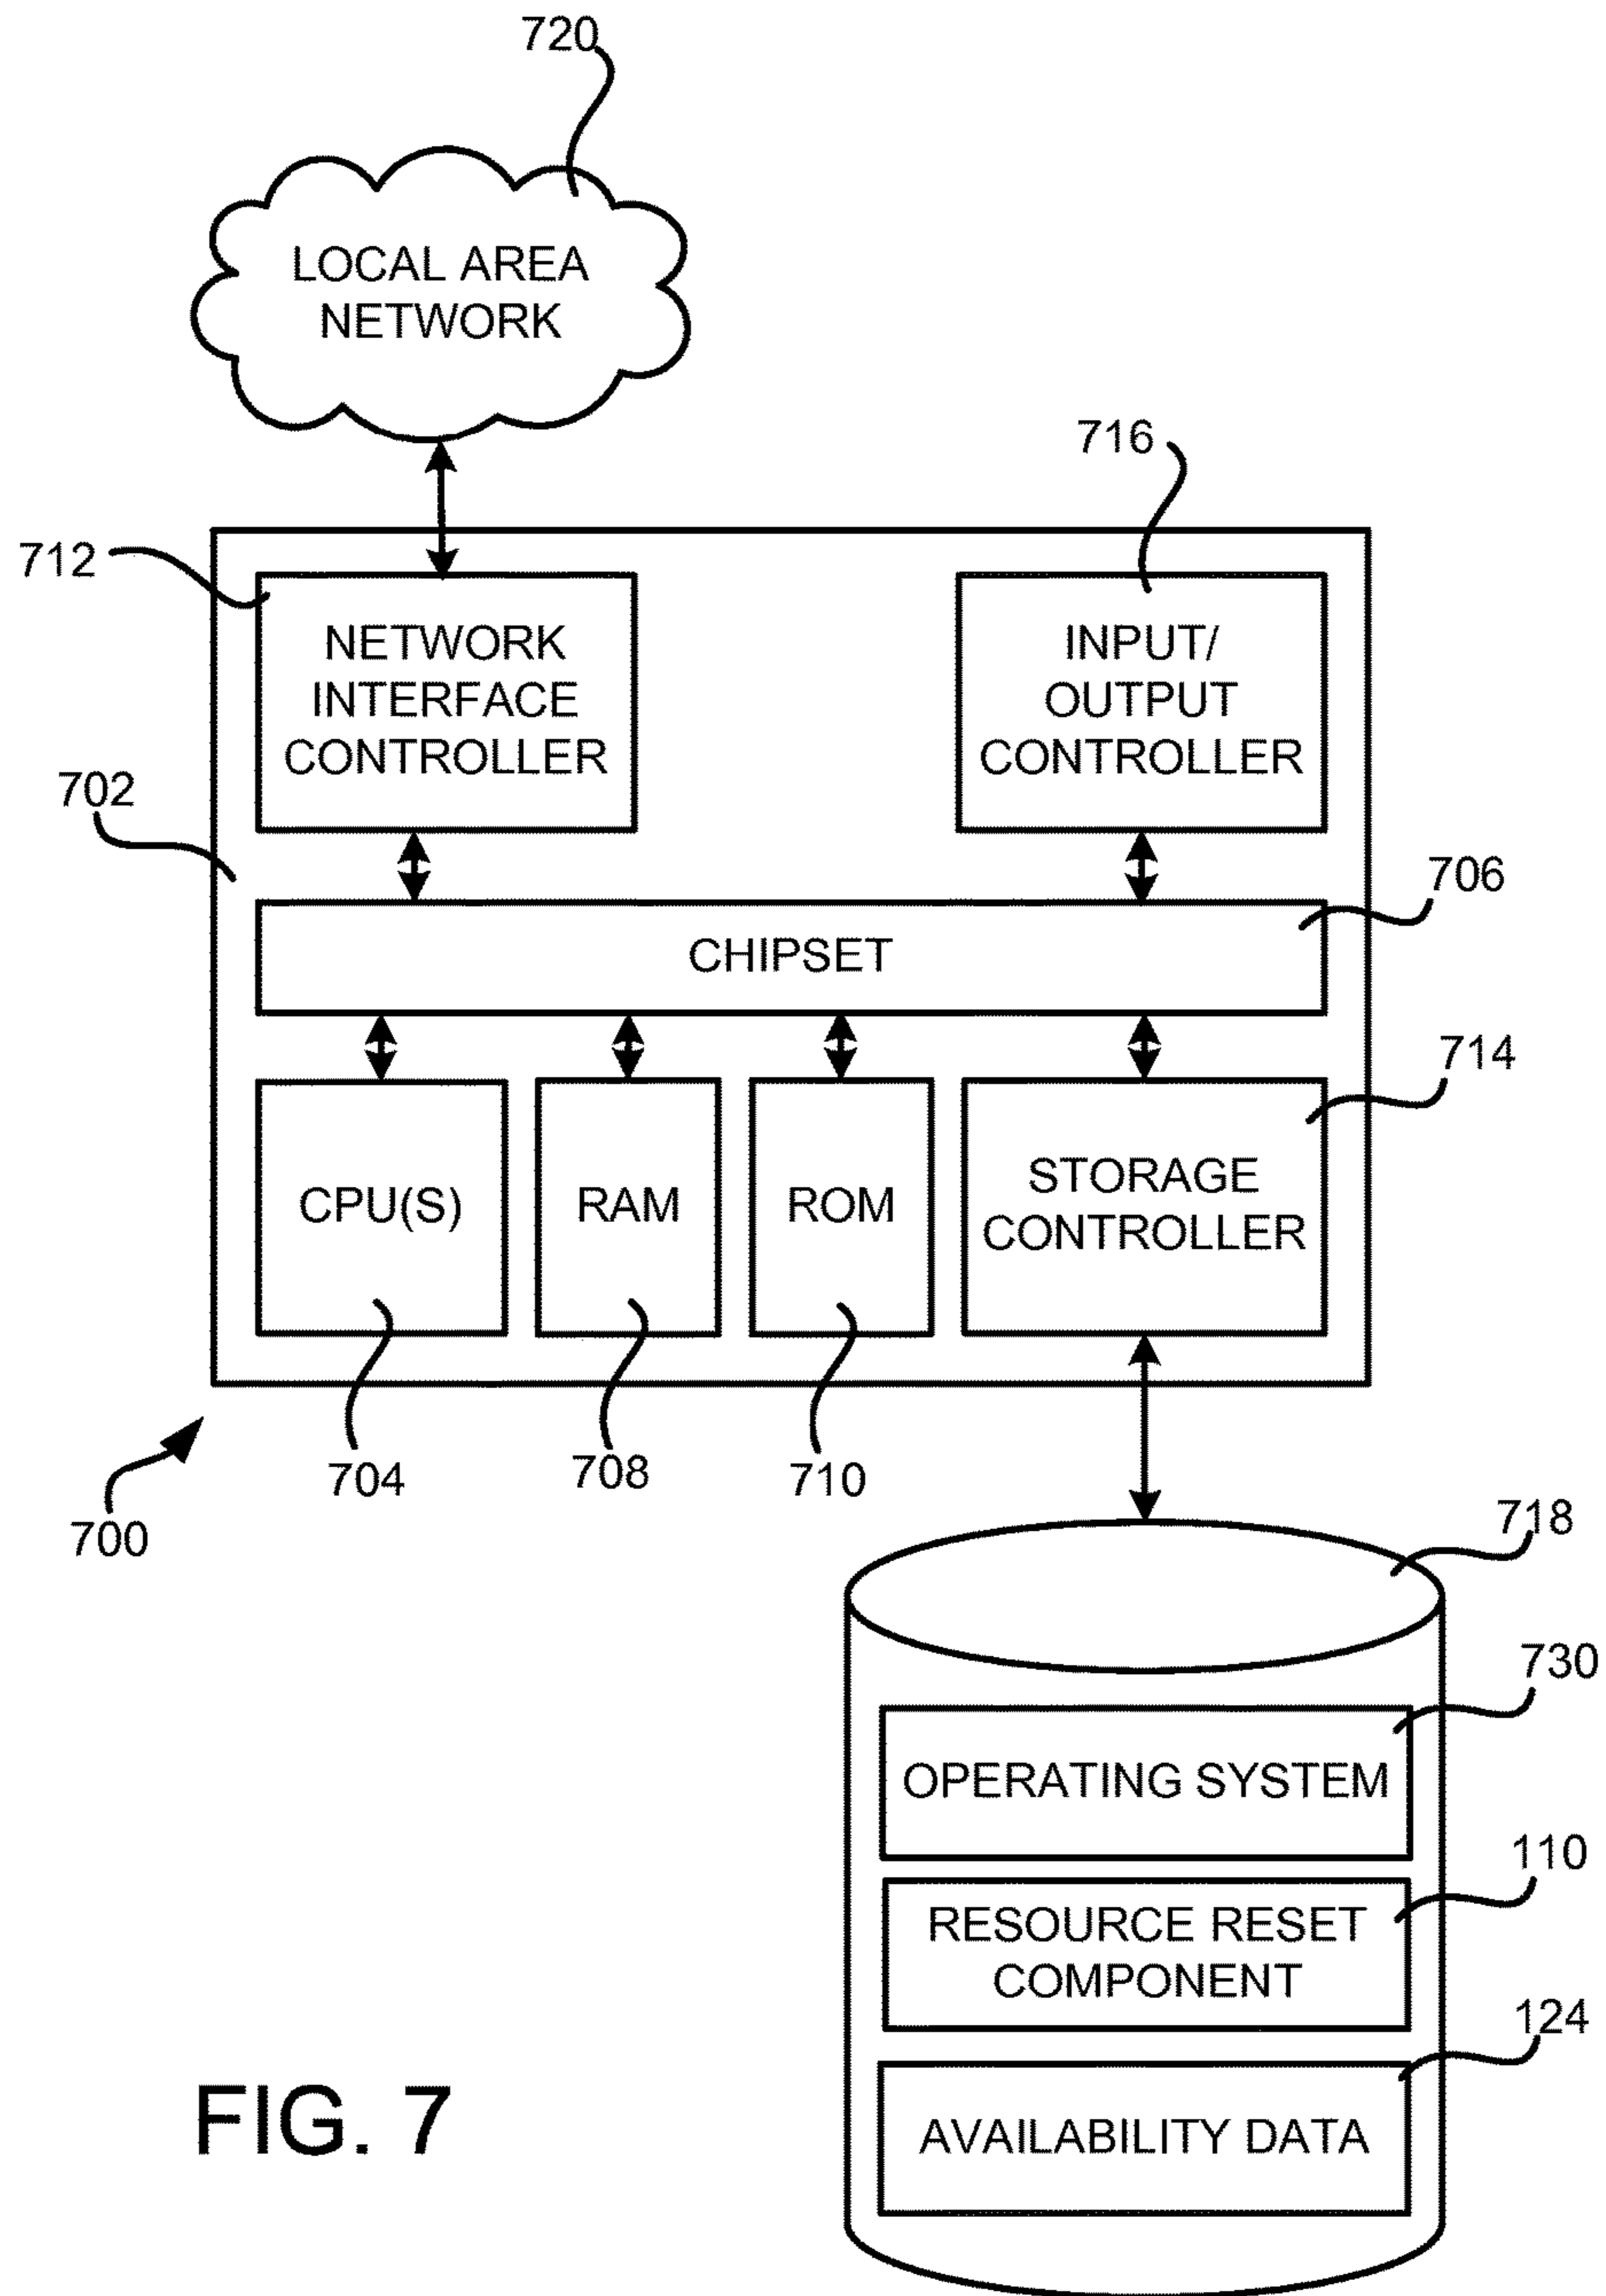 720
LOCAL AREA
NETWORK
716
712
NETWORK
INTERFACE
CONTROLLER
INPUT/
OUTPUT
CONTROLLER
702
706
CHIPSET
714
CPU(S)
RAM
ROM
STORAGE
CONTROLLER
704
708
710
700
718
730
OPERATING SYSTEM
110
RESOURCE RESET
COMPONENT
124
AVAILABILITY DATA
FIG. 7